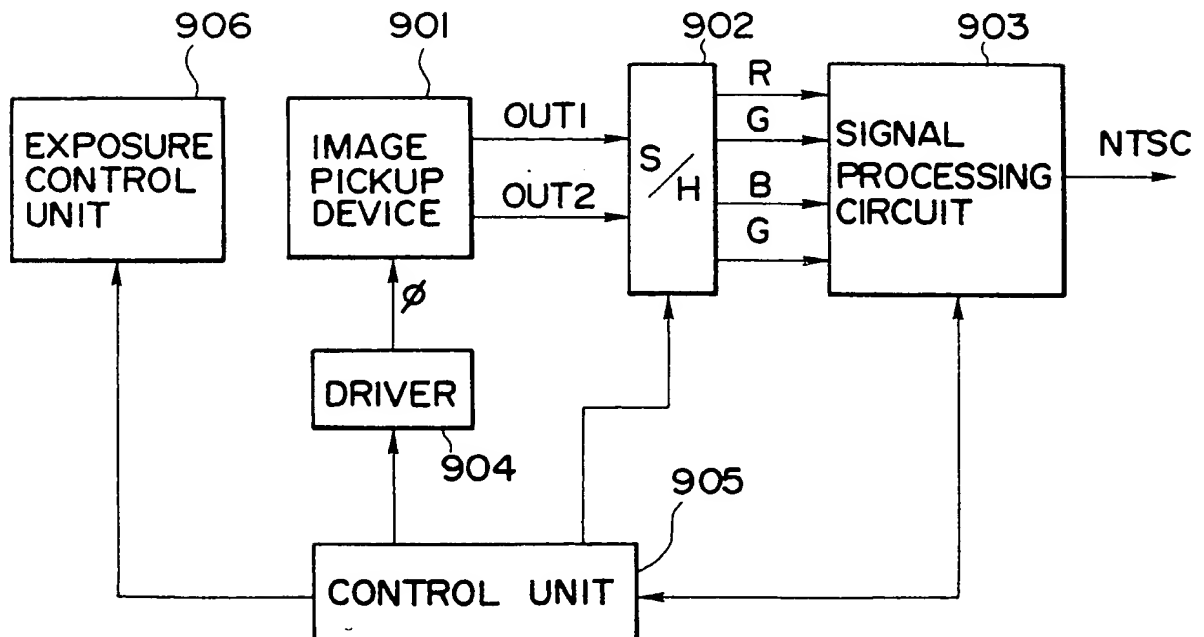 906
901
902
903
EXPOSURE
CONTROL
UNIT
IMAGE
PICKUP
DEVICE
OUT1
OUT2
S/H
R
G
B
G
SIGNAL
PROCESSING
CIRCUIT
NTSC
φ
DRIVER
904
905
CONTROL UNIT